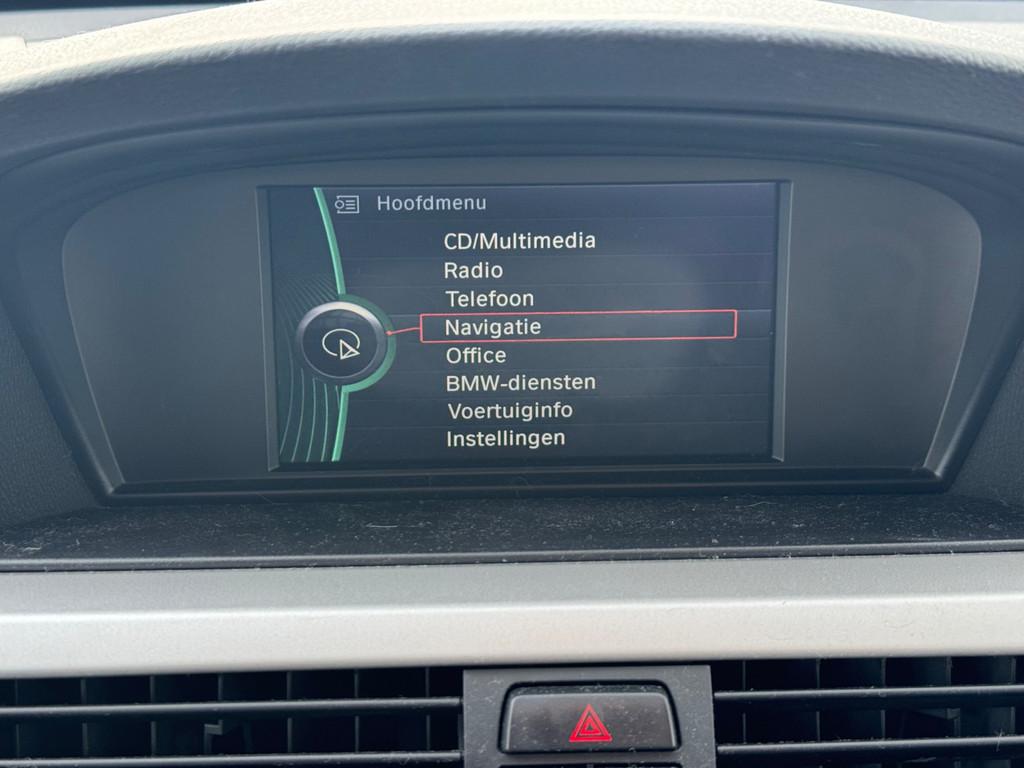 Hoofdmenu
CD/Multimedia
Radio
Telefoon
Navigatie
Office
BMW-diensten
Voertuiginfo
Instellingen